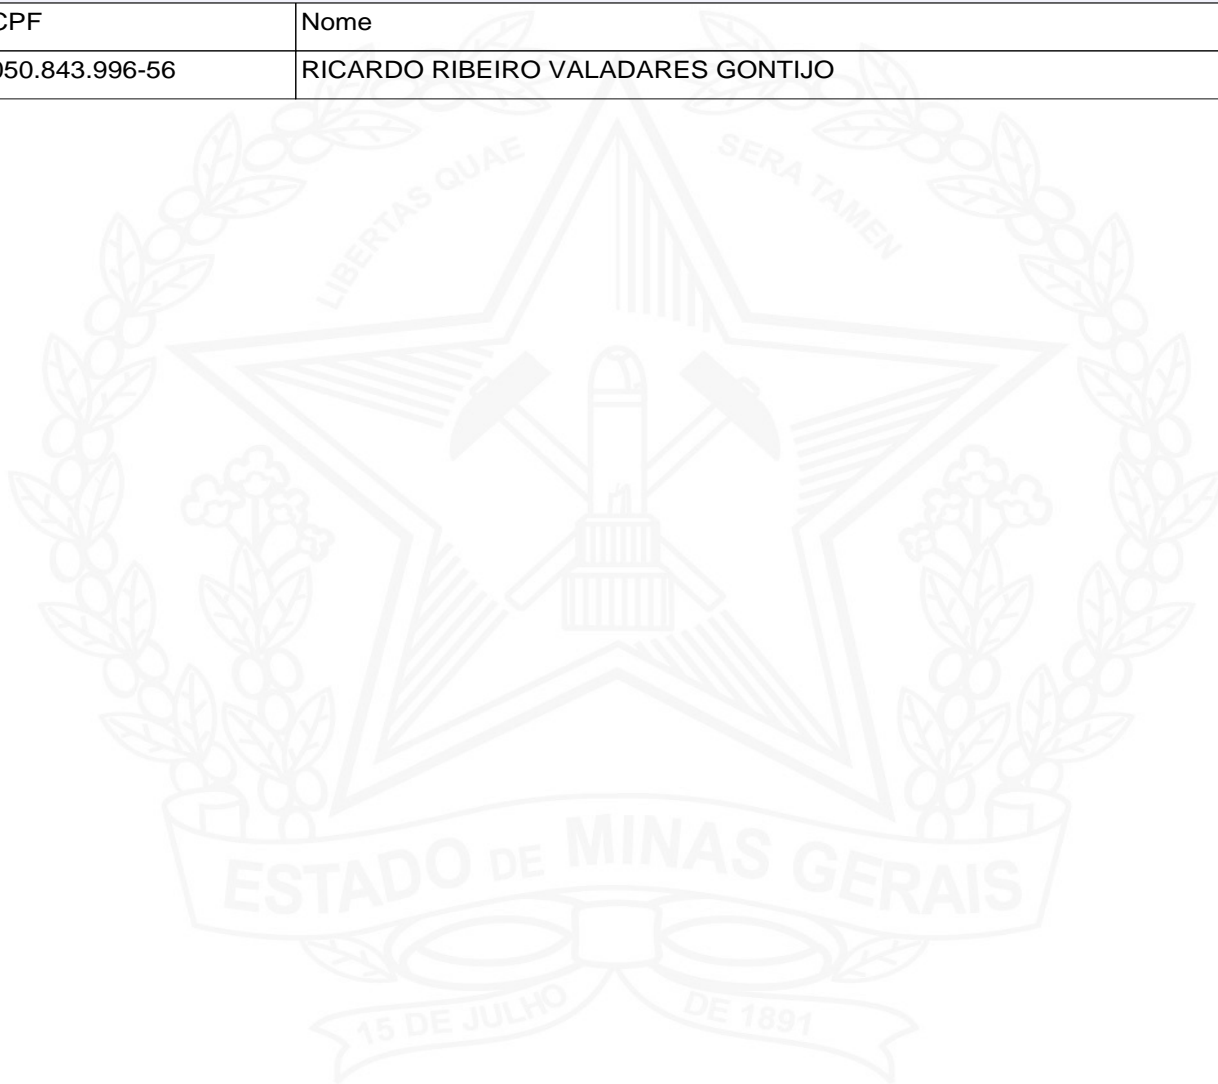 CPF Nome
050.843.996-56 RICARDO RIBEIRO VALADARES GONTIJO
LIBERTAS QUAE SERA TAMEN
ESTADO DE MINAS GERAIS
15 DE JULHO DE 1891